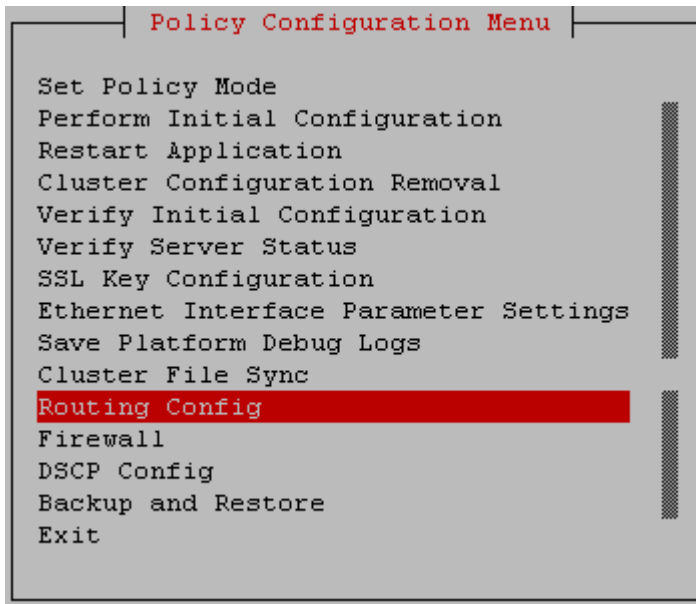 Policy Configuration Menu
Set Policy Mode
Perform Initial Configuration
Restart Application
Cluster Configuration Removal
Verify Initial Configuration
Verify Server Status
SSL Key Configuration
Ethernet Interface Parameter Settings
Save Platform Debug Logs
Cluster File Sync
Routing Config
Firewall
DSCP Config
Backup and Restore
Exit